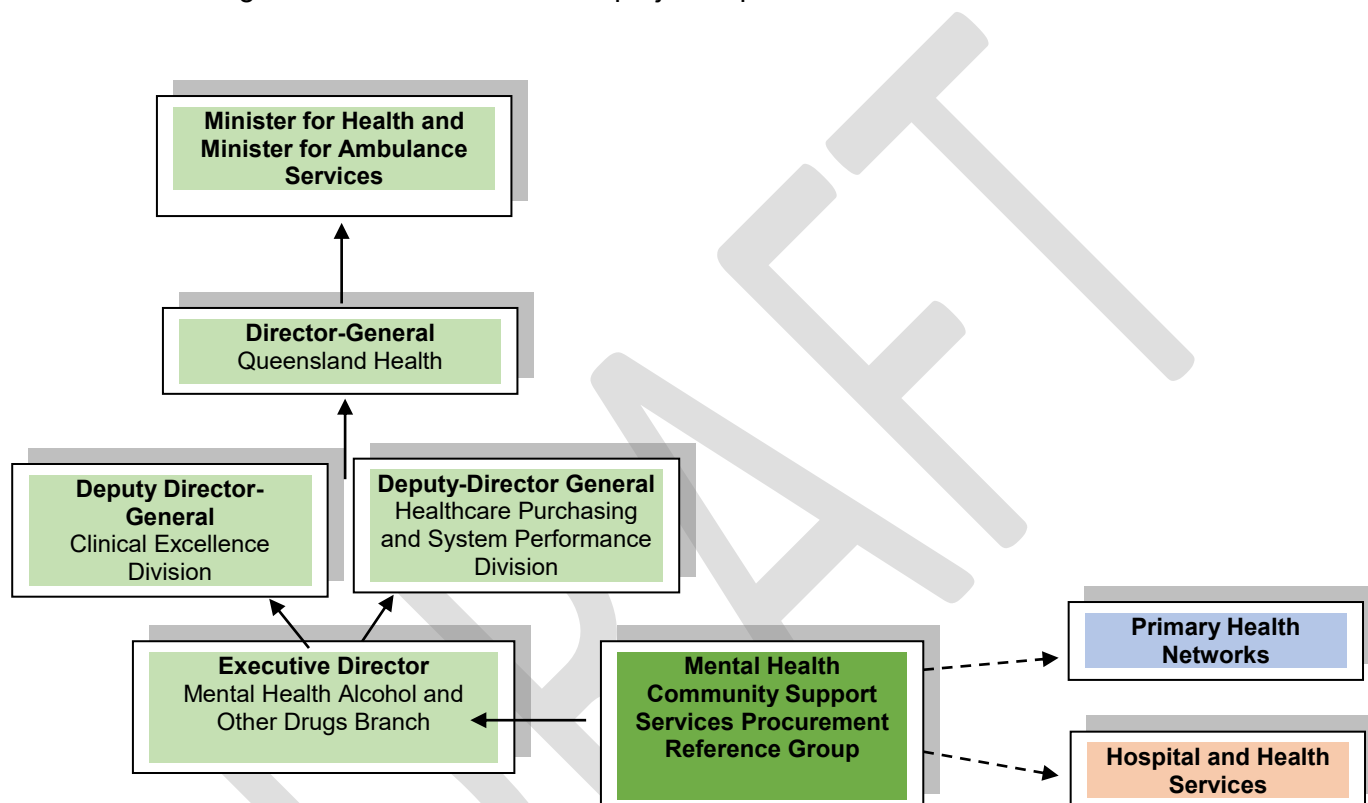 Minister for Health and
Minister for Ambulance
Services
Director-General
Queensland Health
Deputy Director-
General
Clinical Excellence
Division
Deputy-Director General
Healthcare Purchasing
and System Performance
Division
Executive Director
Mental Health Alcohol and
Other Drugs Branch
Mental Health
Community Support
Services Procurement
Reference Group
Primary Health
Networks
Hospital and Health
Services
DRAFT